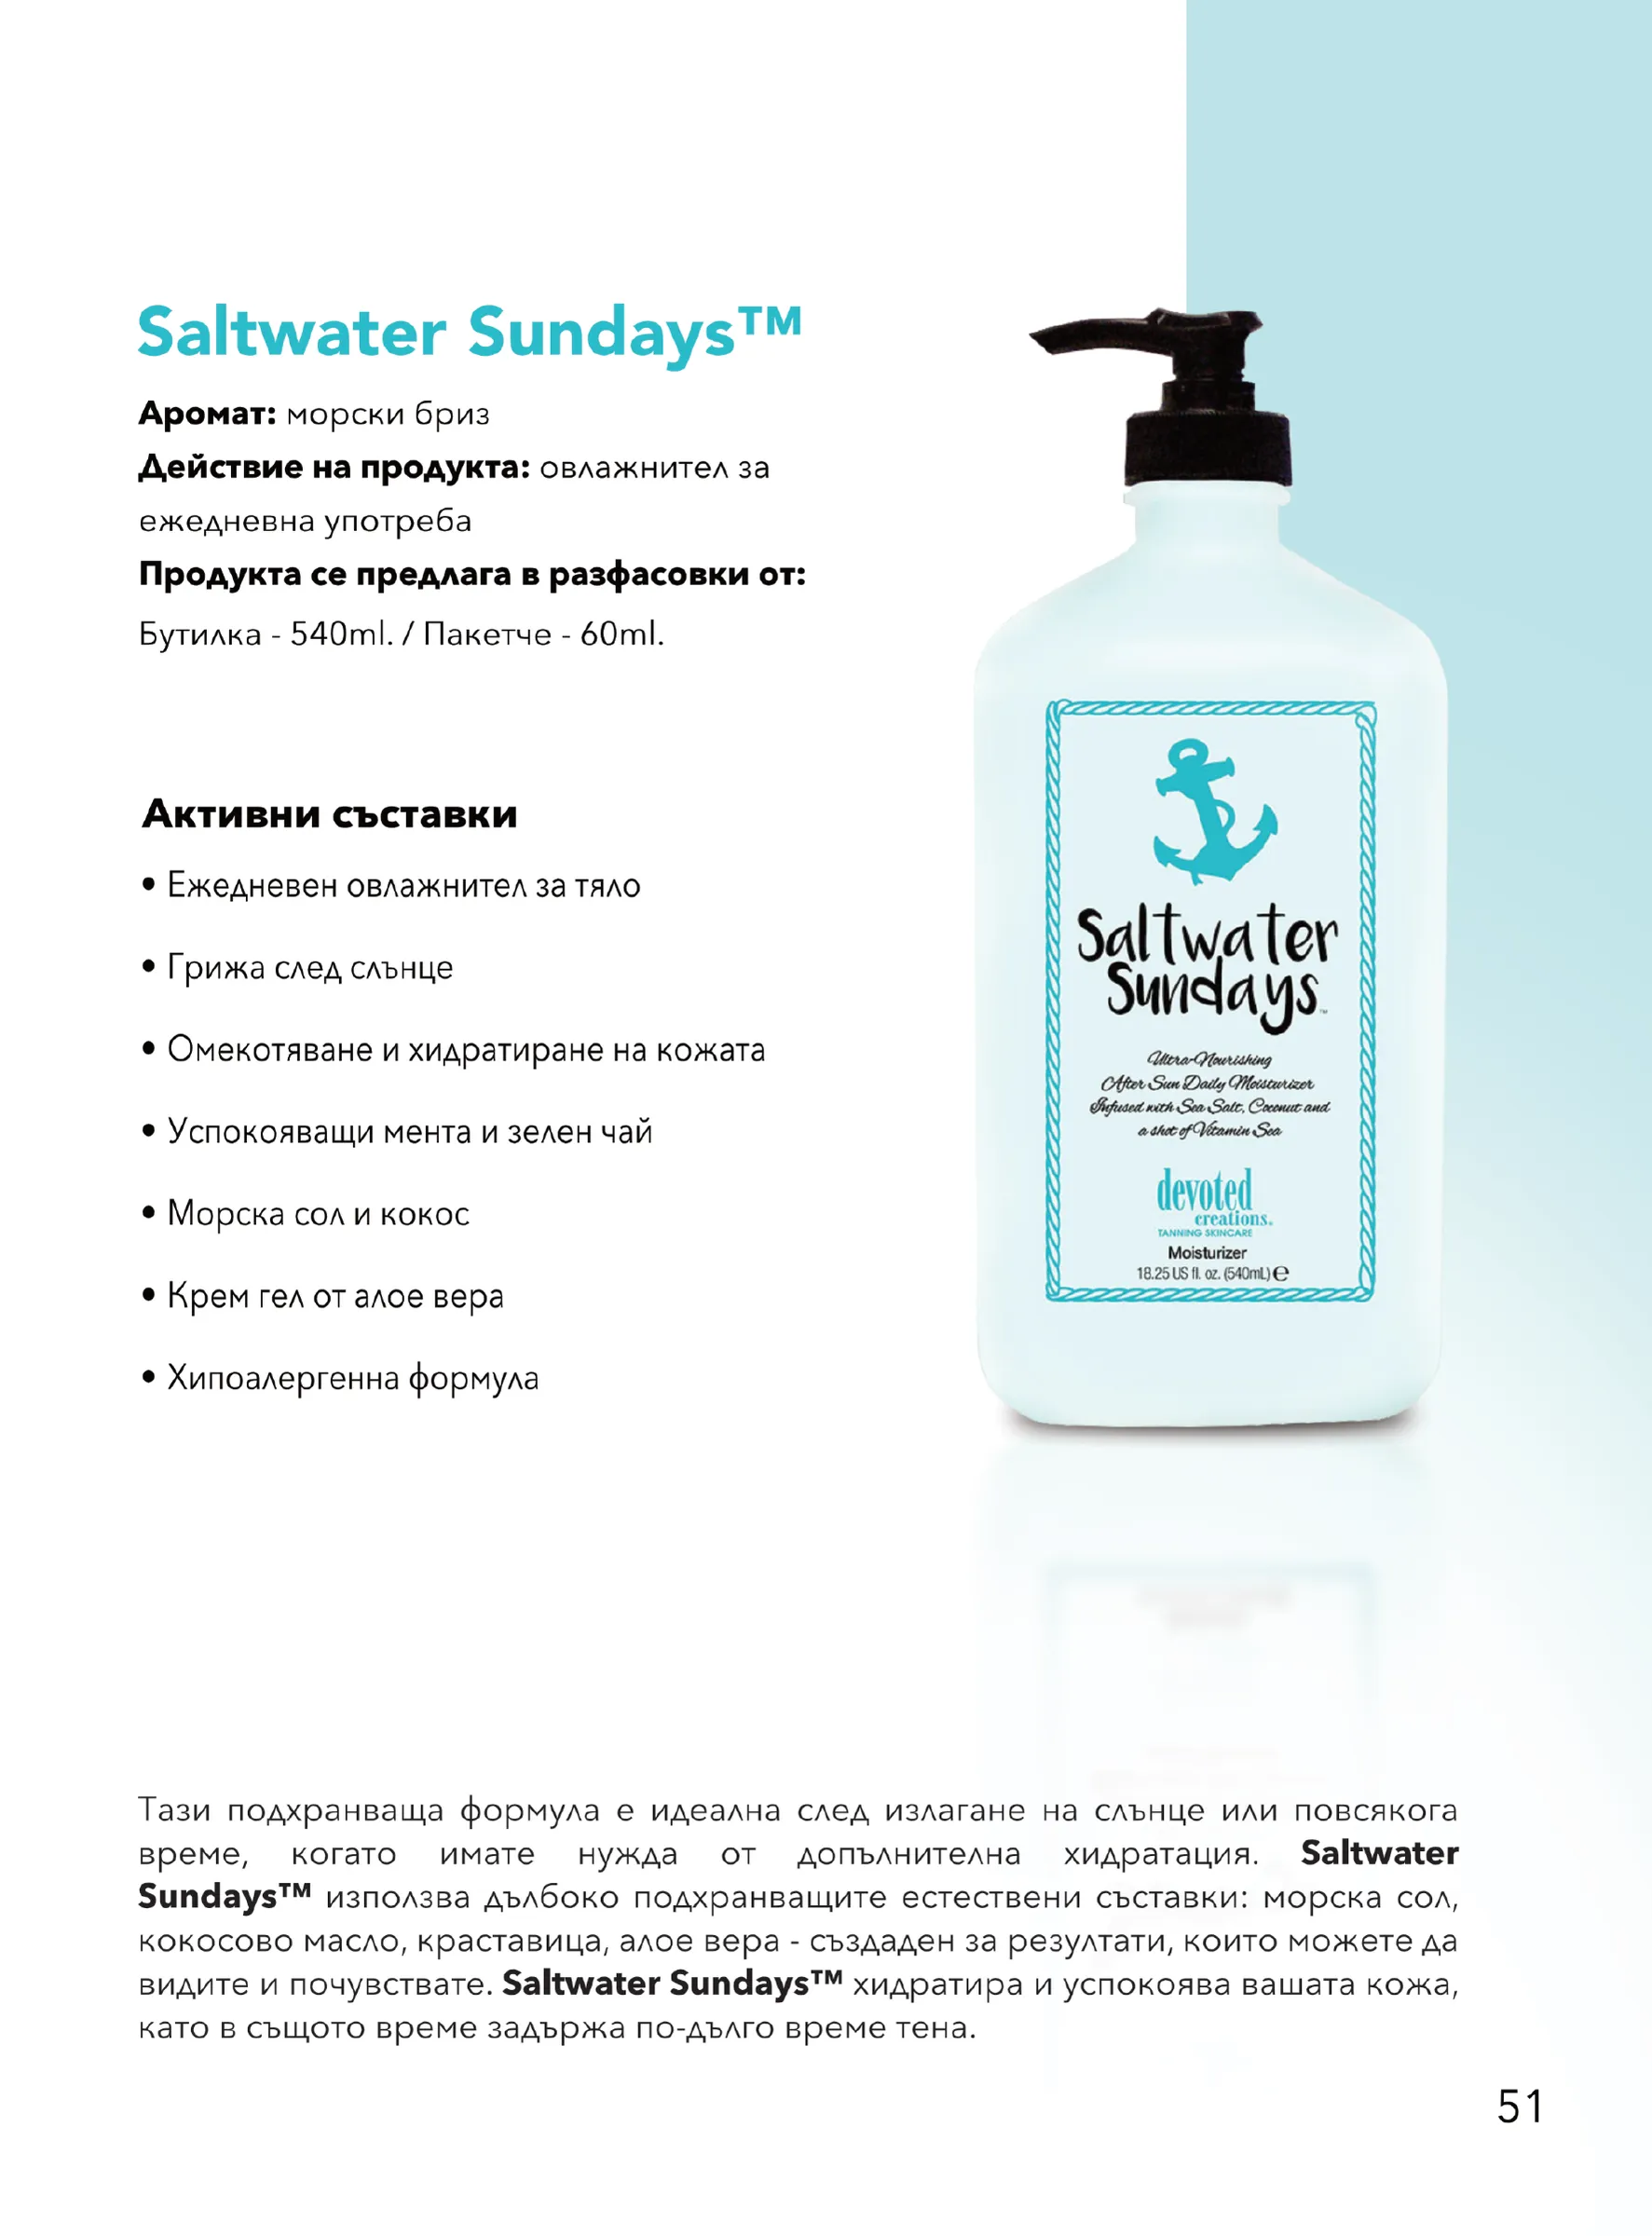 Saltwater Sundays™
Аромат: морски бриз
Действие на продукта: овлажнител за
ежедневна употреба
Продукта се предлага в разфасовки от:
Бутилка - 540ml. / Пакетче - 60ml.
Активни съставки
• Ежедневен овлажнител за тяло
• Грижа след слънце
• Омекотяване и хидратиране на кожата
• Успокояващи мента и зелен чай
• Морска сол и кокос
• Крем гел от алое вера
• Хипоалергенна формула
Saltwater
Sundays™
Ultra-Nourishing
After Sun Daily Moisturizer
Infused with Sea Salt, Coconut and
a shot of Vitamin Sea
devoted
creations.
TANNING SKINCARE
Moisturizer
18.25 US fl. oz. (540mL) e
Тази подхранваща формула е идеална след излагане на слънце или повсякога
време, когато имате нужда от допълнителна хидратация. Saltwater
Sundays™ използва дълбоко подхранващите естествени съставки: морска сол,
кокосово масло, краставица, алое вера - създаден за резултати, които можете да
видите и почувствате. Saltwater Sundays™ хидратира и успокоява вашата кожа,
като в същото време задържа по-дълго време тена.
51